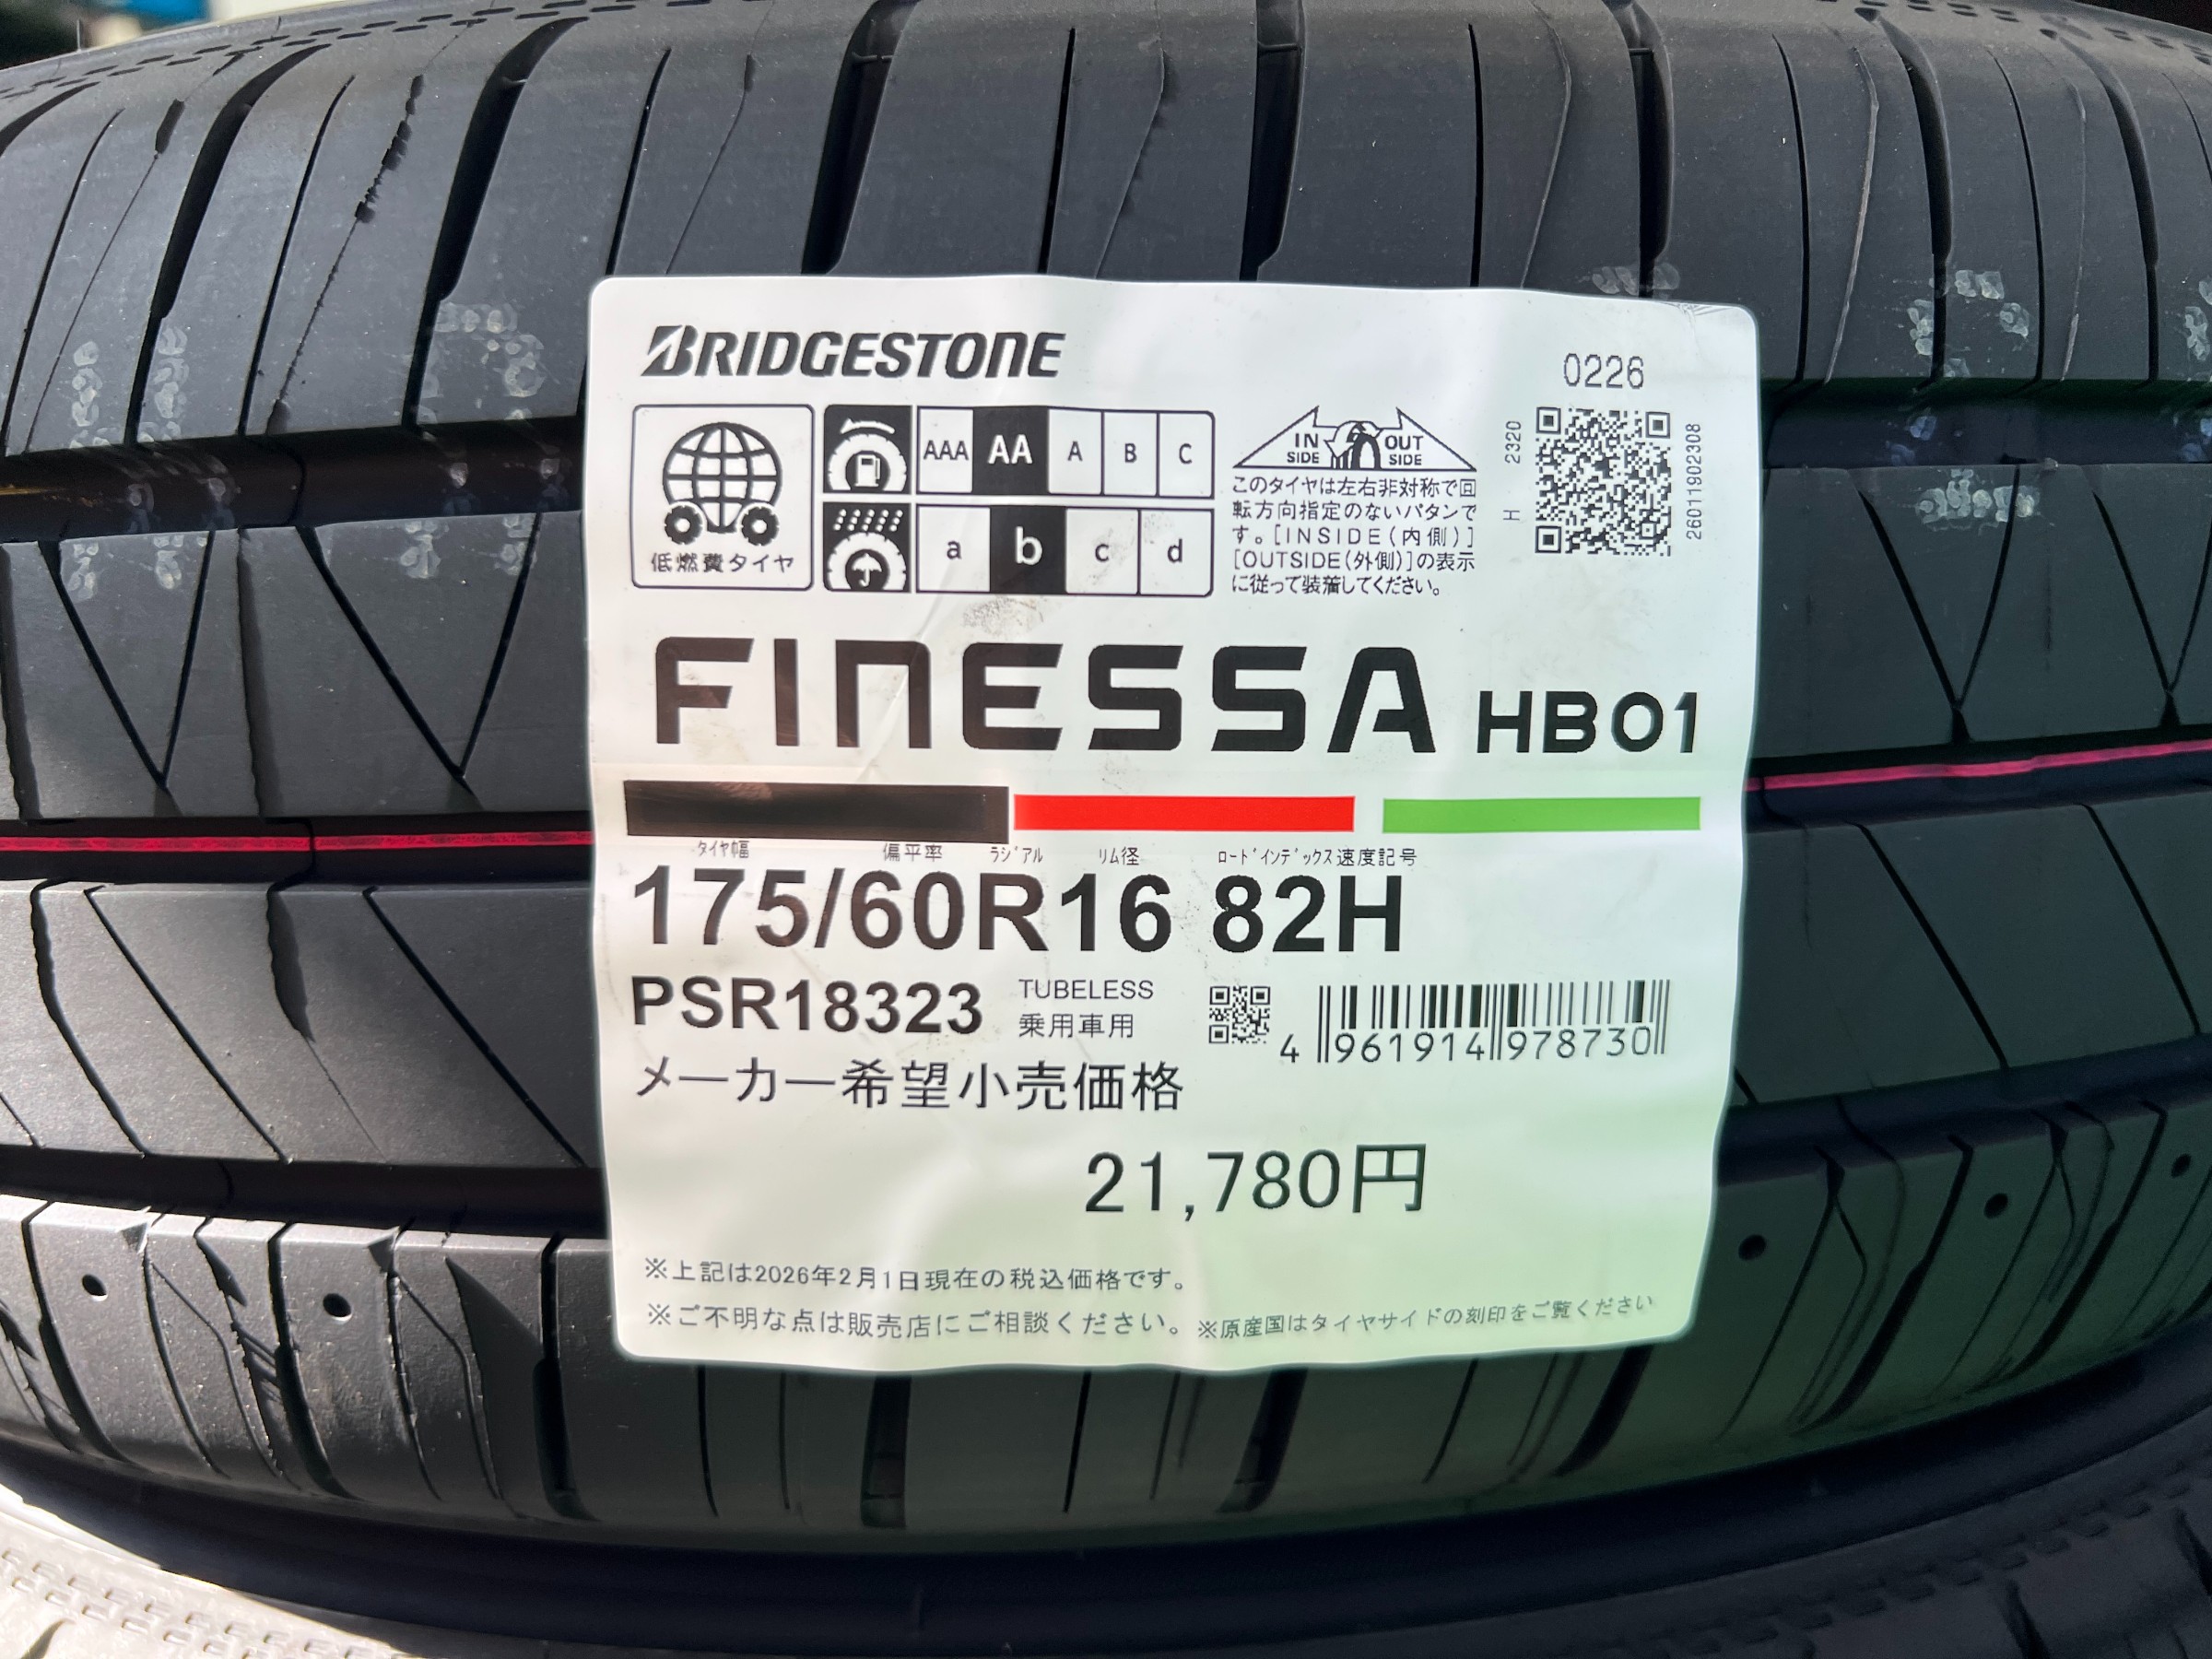 BRIDGESTONE
0226
低燃費タイヤ
AAA AA A B C
a b c d
IN SIDE OUT SIDE
このタイヤは左右非対称で回
転方向指定のないパタンで
す。[INSIDE(内側)]
[OUTSIDE(外側)]の表示
に従って装着してください。
H 2320
2601190​2308
FINESSA HB01
タイヤ幅 偏平率 ラジアル リム径 ロードインデックス 速度記号
175/60R16 82H
PSR18323 TUBELESS
乗用車用
4 961914 978730
メーカー希望小売価格
21,780円
※上記は2026年2月1日現在の税込価格です。
※ご不明な点は販売店にご相談ください。※原産国はタイヤサイドの刻印をご覧ください